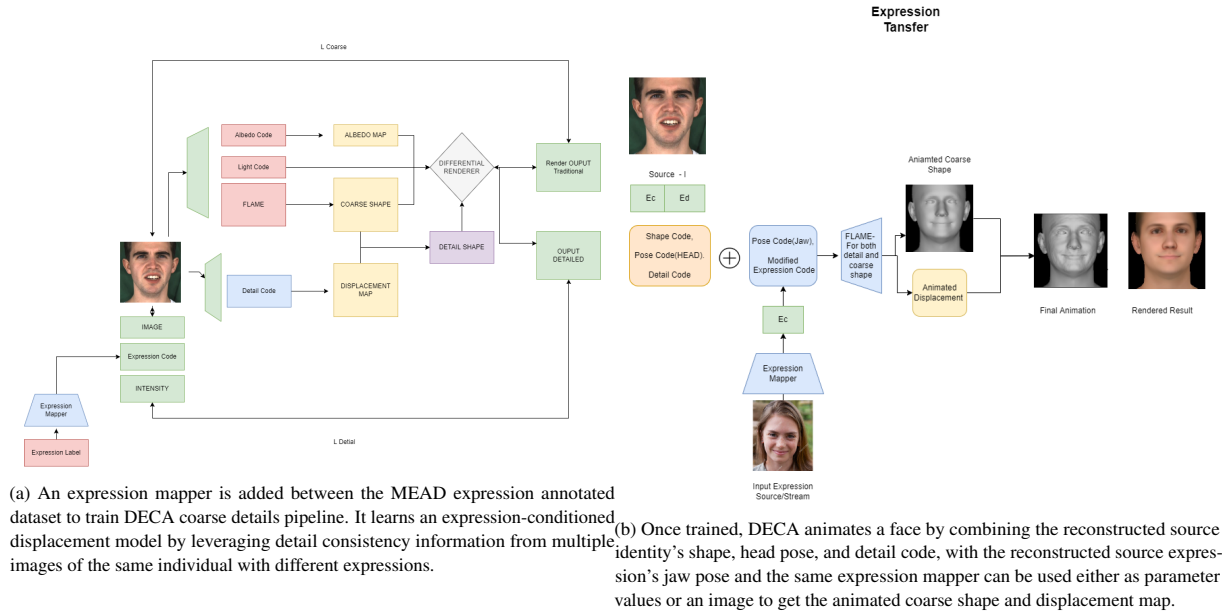 Expression
Tansfer
L Coarse
Albedo Code
ALBEDO MAP
Light Code
DIFFERENTIAL
RENDERER
Render OUPUT
Traditional
FLAME
COARSE SHAPE
DETAIL SHAPE
OUPUT
DETAILED
Detail Code
DISPLACEMENT
MAP
IMAGE
Expression Code
INTENSITY
Expression
Mapper
Expression Label
L Detial
Source - I
Ec
Ed
Shape Code,
Pose Code(HEAD).
Detail Code
Pose Code(Jaw),
Modified
Expression Code
FLAME-
For both
detail and
coarse
shape
Aniamted Coarse
Shape
Animated
Displacement
Final Animation
Rendered Result
Ec
Expression
Mapper
Input Expression
Source/Stream
(a) An expression mapper is added between the MEAD expression annotated
dataset to train DECA coarse details pipeline. It learns an expression-conditioned
displacement model by leveraging detail consistency information from multiple
images of the same individual with different expressions.
(b) Once trained, DECA animates a face by combining the reconstructed source
identity's shape, head pose, and detail code, with the reconstructed source expres-
sion's jaw pose and the same expression mapper can be used either as parameter
values or an image to get the animated coarse shape and displacement map.